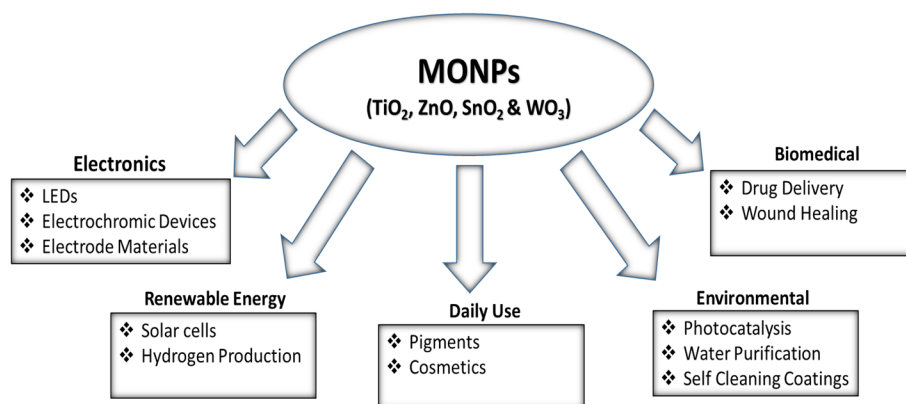 MONPs
(TiO₂, ZnO, SnO₂ & WO₃)
Electronics
❖ LEDs
❖ Electrochromic Devices
❖ Electrode Materials
Renewable Energy
❖ Solar cells
❖ Hydrogen Production
Daily Use
❖ Pigments
❖ Cosmetics
Environmental
❖ Photocatalysis
❖ Water Purification
❖ Self Cleaning Coatings
Biomedical
❖ Drug Delivery
❖ Wound Healing